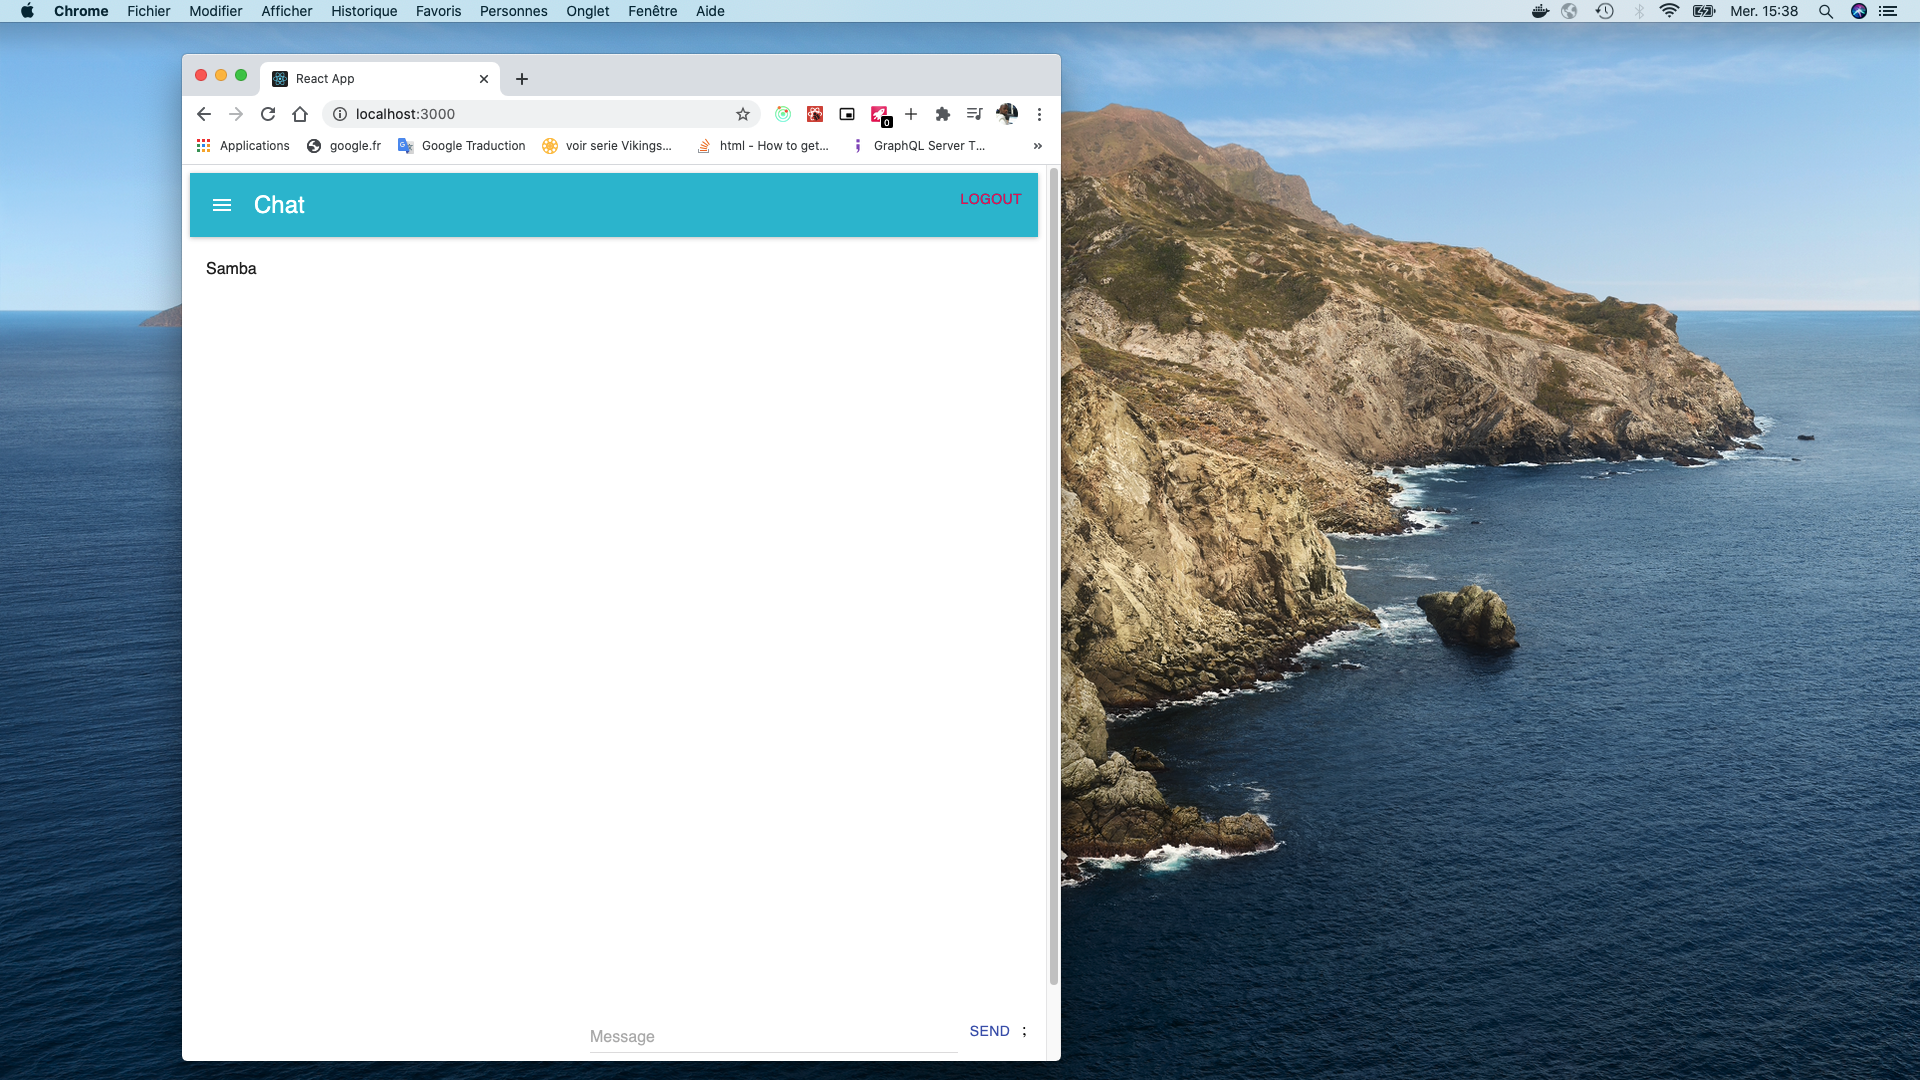 Chrome Fichier Modifier Afficher Historique Favoris Personnes Onglet Fenêtre Aide Mer. 15:38
React App
localhost:3000
0
Applications google.fr Google Traduction voir serie Vikings... html - How to get... GraphQL Server T... »
Chat LOGOUT
Samba
Message SEND ;